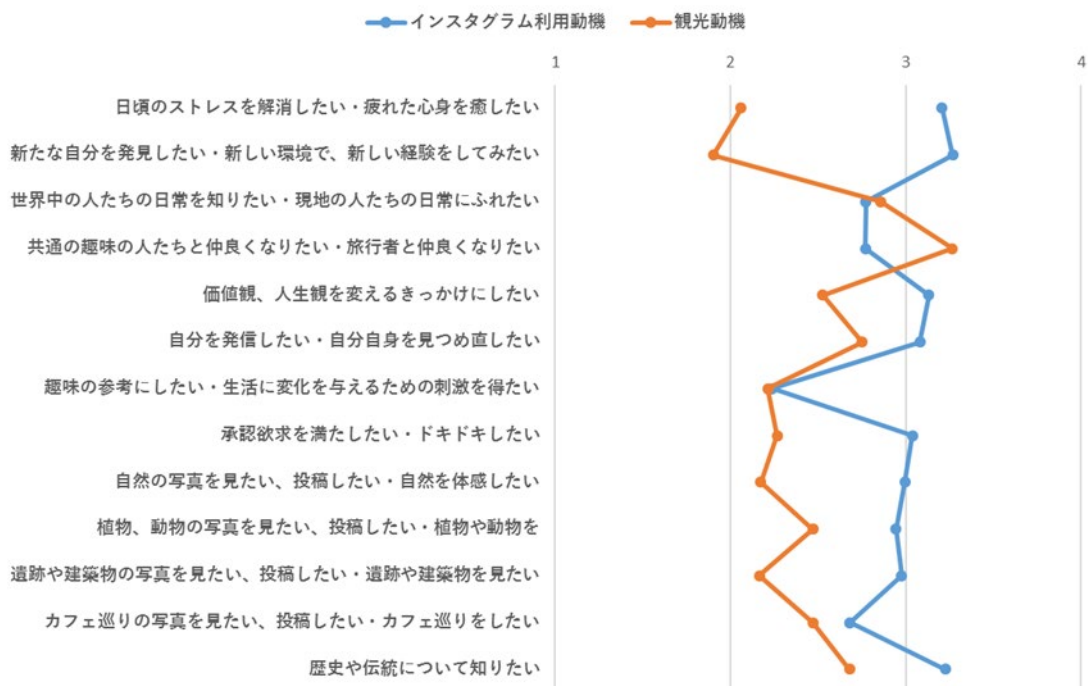 インスタグラム利用動機 観光動機
1 2 3 4
日頃のストレスを解消したい・疲れた心身を癒したい
新たな自分を発見したい・新しい環境で、新しい経験をしてみたい
世界中の人たちの日常を知りたい・現地の人たちの日常にふれたい
共通の趣味の人たちと仲良くなりたい・旅行者と仲良くなりたい
価値観、人生観を変えるきっかけにしたい
自分を発信したい・自分自身を見つめ直したい
趣味の参考にしたい・生活に変化を与えるための刺激を得たい
承認欲求を満たしたい・ドキドキしたい
自然の写真を見たい、投稿したい・自然を体感したい
植物、動物の写真を見たい、投稿したい・植物や動物を
遺跡や建築物の写真を見たい、投稿したい・遺跡や建築物を見たい
カフェ巡りの写真を見たい、投稿したい・カフェ巡りをしたい
歴史や伝統について知りたい